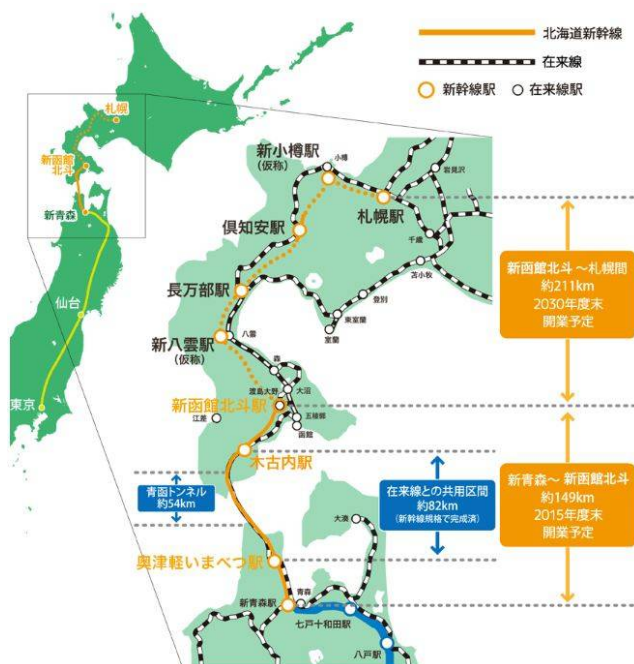 北海道新幹線
在来線
新幹線駅
在来線駅
札幌
新函館
北斗
新青森
仙台
東京
新小樽駅
(仮称)
小樽
岩見沢
札幌駅
倶知安駅
千歳
苫小牧
長万部駅
登別
東室蘭
室蘭
新八雲駅
(仮称)
八雲
森
渡島大野
大沼
新函館北斗駅
五稜郭
江差
函館
木古内駅
新函館北斗〜札幌間
約211km
2030年度末
開業予定
青函トンネル
約54km
在来線との共用区間
約82km
(新幹線規格で完成済)
新青森〜新函館北斗
約149km
2015年度末
開業予定
大湊
奥津軽いまべつ駅
青森
新青森駅
七戸十和田駅
八戸駅